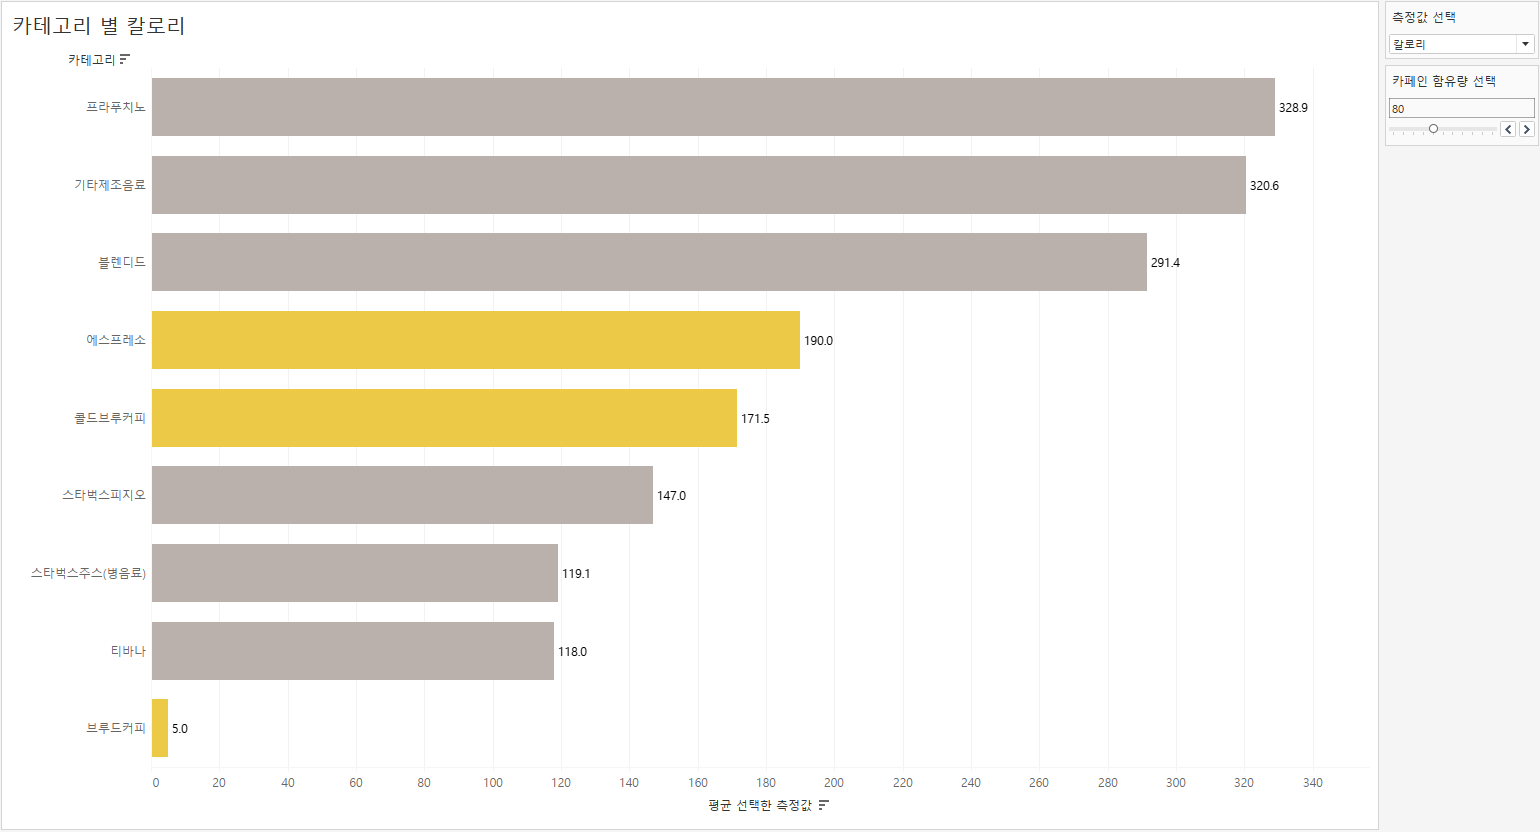 카테고리 별 칼로리
카테고리
프라푸치노 328.9
기타제조음료 320.6
블렌디드 291.4
에스프레소 190.0
콜드브루커피 171.5
스타벅스피지오 147.0
스타벅스주스(병음료) 119.1
티바나 118.0
브루드커피 5.0
0 20 40 60 80 100 120 140 160 180 200 220 240 260 280 300 320 340
평균 선택한 측정값
측정값 선택
칼로리
카페인 함유량 선택
80